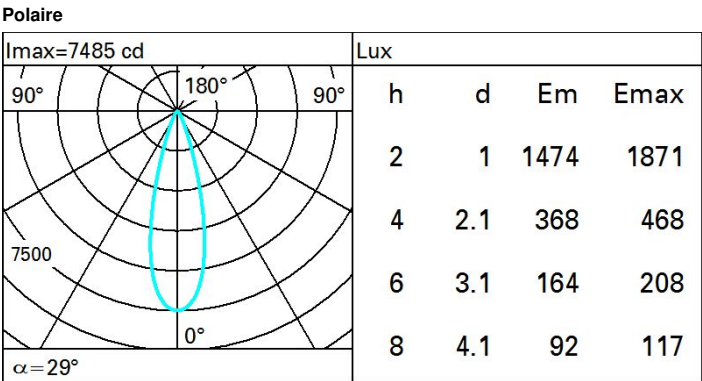 Polaire
Imax=7485 cd
Lux
90° 180° 90°
7500
0°
α=29°
h d Em Emax
2 1 1474 1871
4 2.1 368 468
6 3.1 164 208
8 4.1 92 117